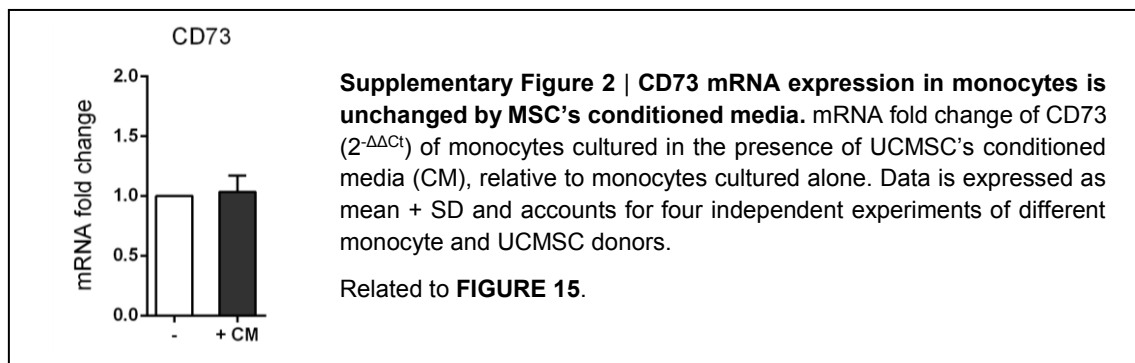 CD73
2.0
1.5
1.0
0.5
0.0
mRNA fold change
-
+ CM
Supplementary Figure 2 | CD73 mRNA expression in monocytes is
unchanged by MSC's conditioned media. mRNA fold change of CD73
(2-ΔΔCt) of monocytes cultured in the presence of UCMSC's conditioned
media (CM), relative to monocytes cultured alone. Data is expressed as
mean + SD and accounts for four independent experiments of different
monocyte and UCMSC donors.
Related to FIGURE 15.